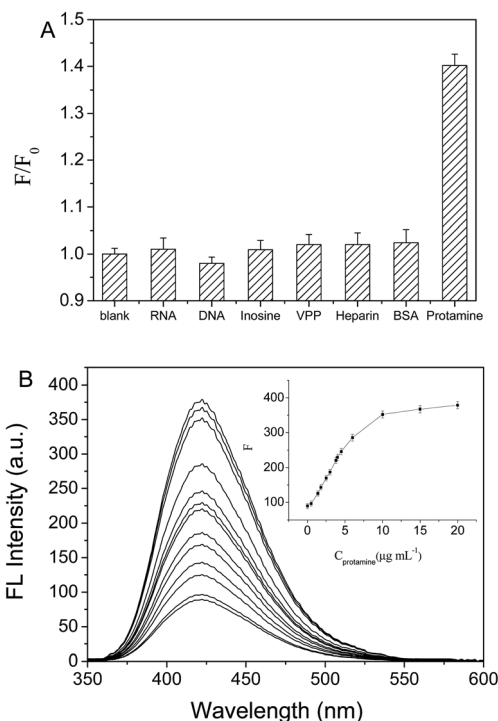 A
1.5
1.4
1.3
1.2
1.1
1.0
0.9
F/F0
blank RNA DNA Inosine VPP Heparin BSA Protamine
B
400
350
300
250
200
150
100
50
0
FL Intensity (a.u.)
350 400 450 500 550 600
Wavelength (nm)
400
300
200
100
F
0 5 10 15 20
Cprotamine(μg mL-1)